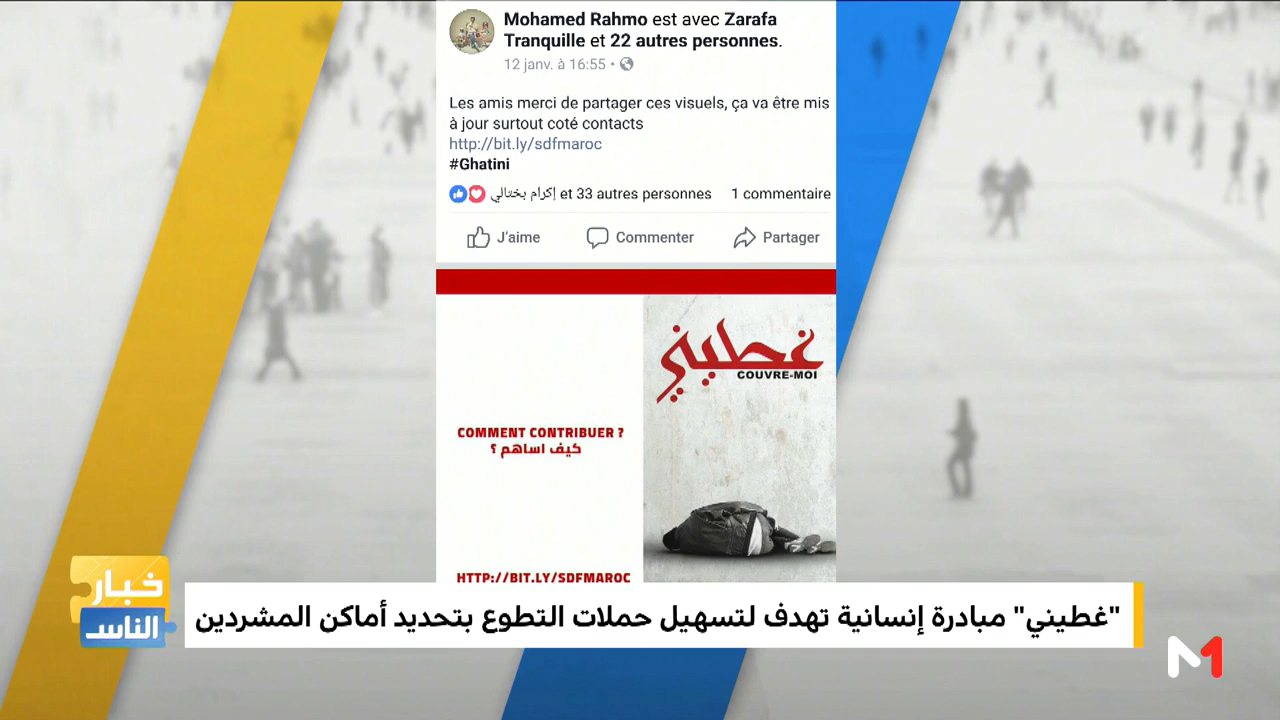 Mohamed Rahmo est avec Zarafa
Tranquille et 22 autres personnes.
12 janv. à 16:55 •
Les amis merci de partager ces visuels, ça va être mis
à jour surtout coté contacts
http://bit.ly/sdfmaroc
#Ghatini
إكرام بختالي et 33 autres personnes 1 commentaire
J'aime Commenter Partager
غطيني
COUVRE-MOI
COMMENT CONTRIBUER ?
كيف اساهم ؟
HTTP://BIT.LY/SDFMAROC
خبار
الناس
"غطيني" مبادرة إنسانية تهدف لتسهيل حملات التطوع بتحديد أماكن المشردين
M1